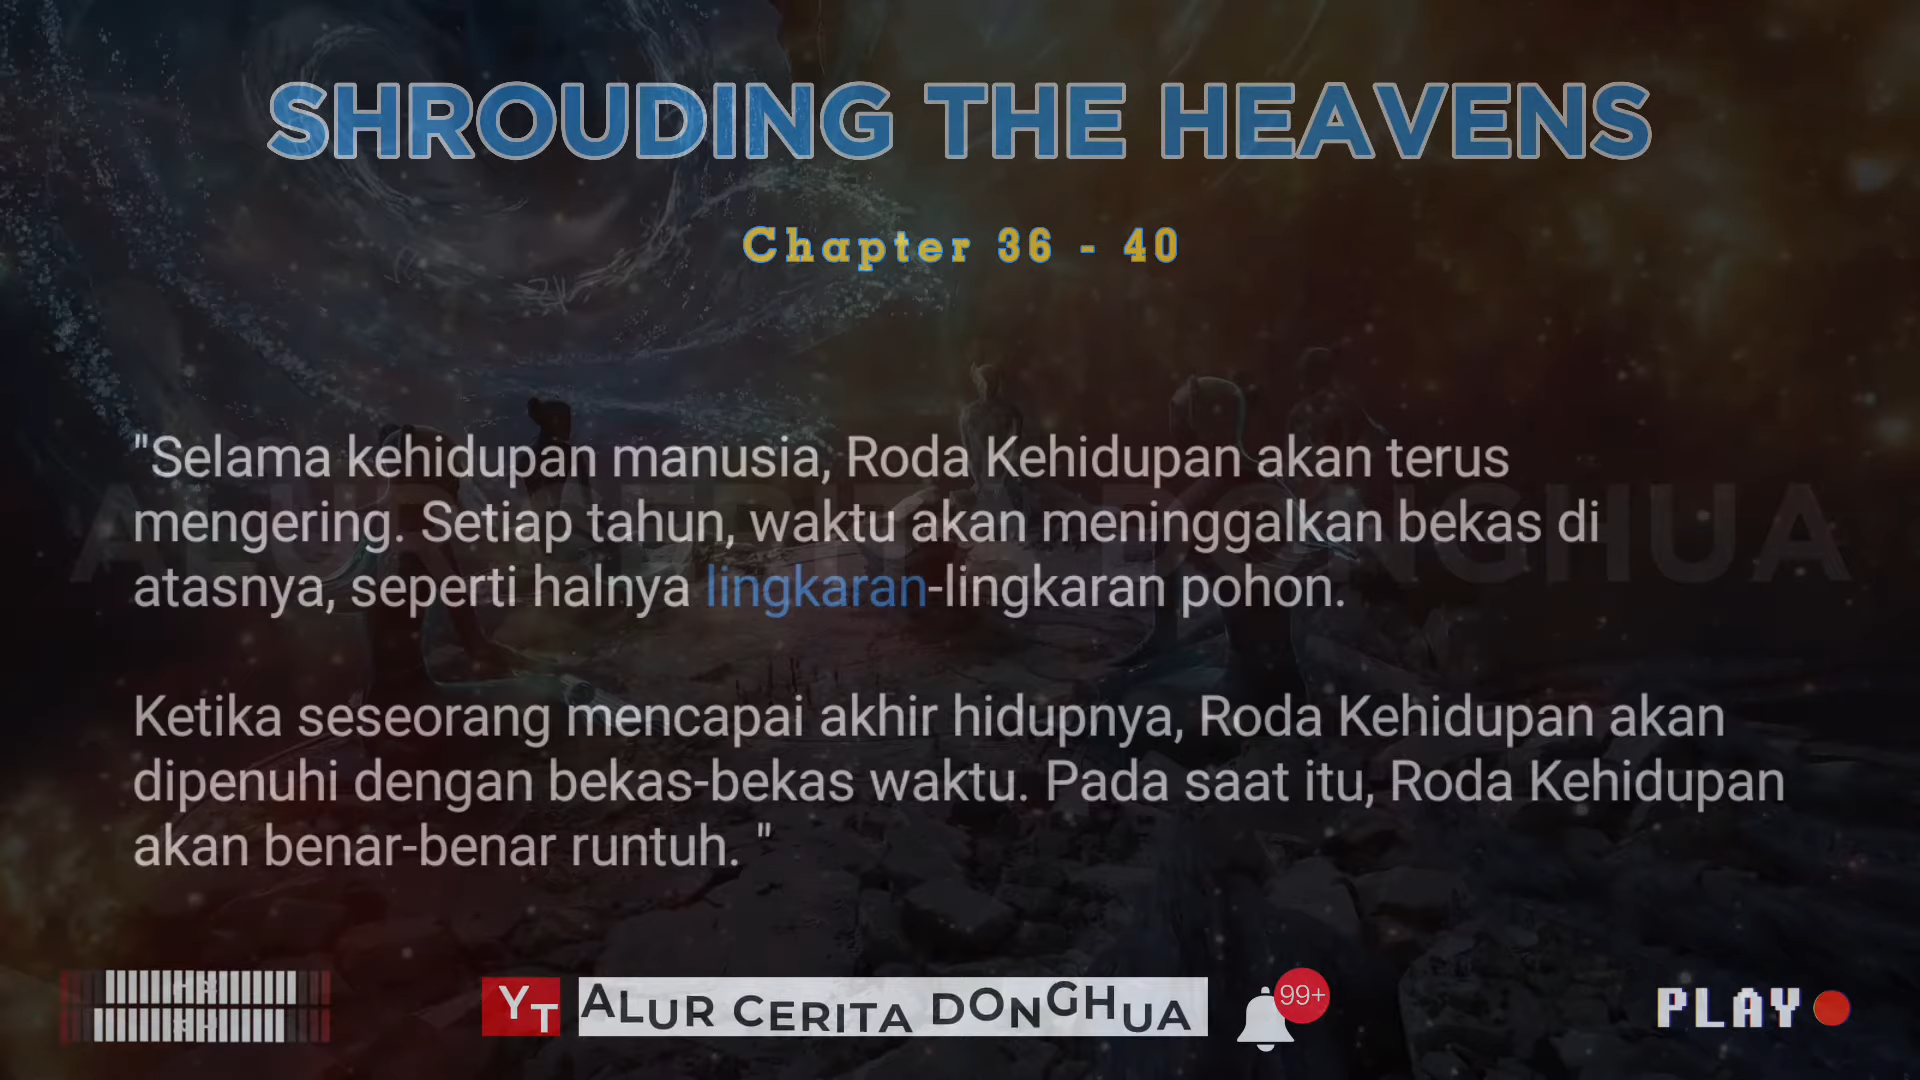 SHROUDING THE HEAVENS
Chapter 36 - 40
"Selama kehidupan manusia, Roda Kehidupan akan terus
mengering. Setiap tahun, waktu akan meninggalkan bekas di
atasnya, seperti halnya lingkaran-lingkaran pohon.
Ketika seseorang mencapai akhir hidupnya, Roda Kehidupan akan
dipenuhi dengan bekas-bekas waktu. Pada saat itu, Roda Kehidupan
akan benar-benar runtuh. "
YT ALUR CERITA DONGHUA 99+
PLAY